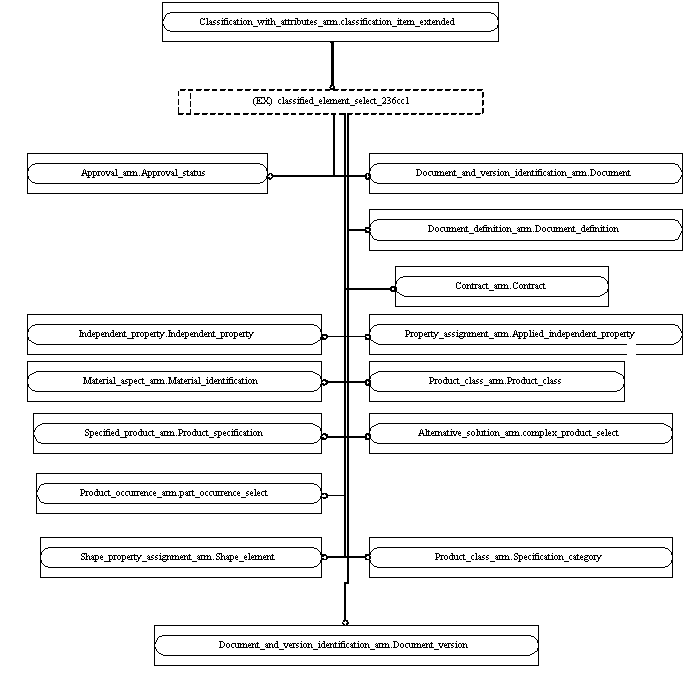 Classification_with_attributes_arm.classification_item_extended
(EX) classified_element_select_236cc1
Approval_arm.Approval_status
Document_and_version_identification_arm.Document
Document_definition_arm.Document_definition
Contract_arm.Contract
Independent_property.Independent_property
Property_assignment_arm.Applied_independent_property
Material_aspect_arm.Material_identification
Product_class_arm.Product_class
Specified_product_arm.Product_specification
Alternative_solution_arm.complex_product_select
Product_occurrence_arm.part_occurrence_select
Shape_property_assignment_arm.Shape_element
Product_class_arm.Specification_category
Document_and_version_identification_arm.Document_version